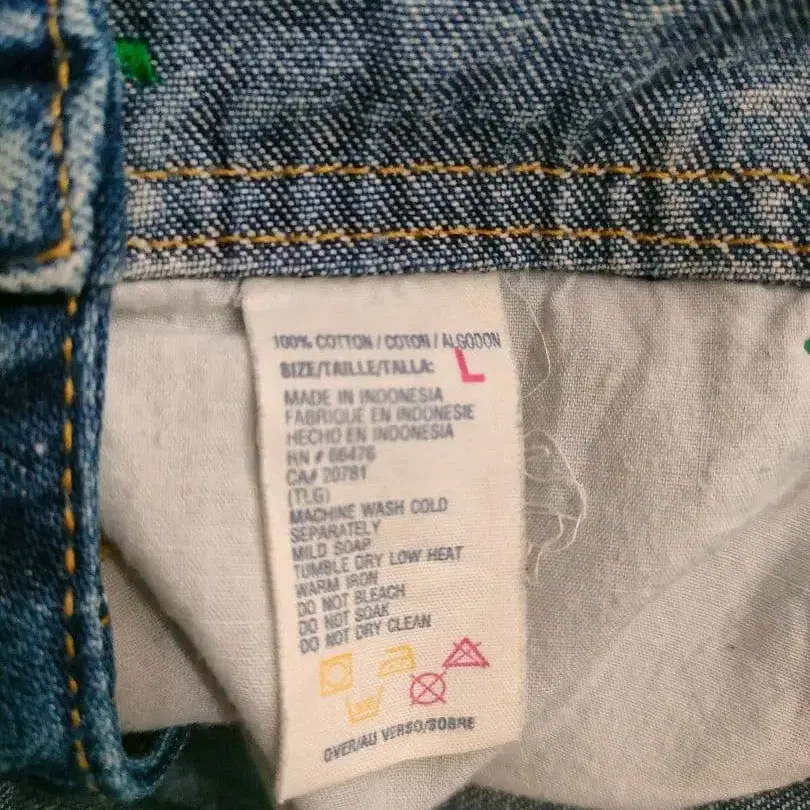 100% COTTON / COTON / ALGODON
SIZE/TAILLE/TALLA: L
MADE IN INDONESIA
FABRIQUE EN INDONESIE
HECHO EN INDONESIA
RN # 66476
CA# 20781
(TLG)
MACHINE WASH COLD
SEPARATELY
MILD SOAP
TUMBLE DRY LOW HEAT
WARM IRON
DO NOT BLEACH
DO NOT SOAK
DO NOT DRY CLEAN
OVER/AU VERSO/SOBRE